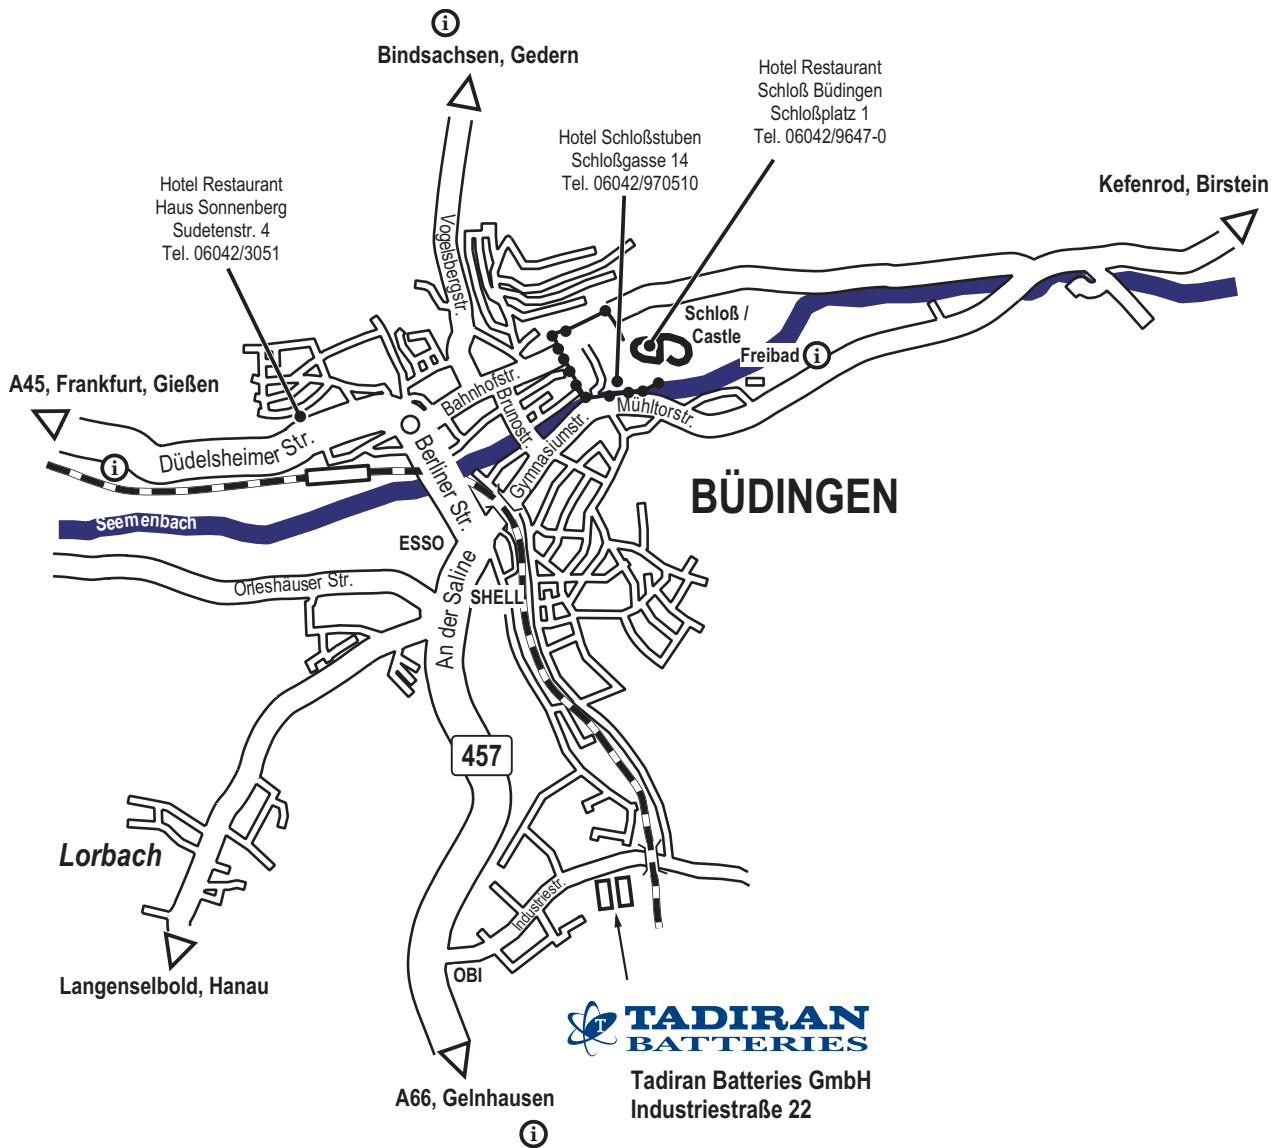 i
Bindsachsen, Gedern
Hotel Restaurant
Schloß Büdingen
Schloßplatz 1
Tel. 06042/9647-0
Hotel Schloßstuben
Schloßgasse 14
Tel. 06042/970510
Kefenrod, Birstein
Hotel Restaurant
Haus Sonnenberg
Sudetenstr. 4
Tel. 06042/3051
Vogelsbergstr.
Schloß /
Castle
Freibad i
A45, Frankfurt, Gießen
Bahnhofstr.
Brunostr.
Mühltorstr.
Düdelsheimer Str.
i
Berliner Str.
Gymnasiumstr.
BÜDINGEN
Seemenbach
ESSO
Orleshäuser Str.
SHELL
An der Saline
457
Lorbach
Industriestr.
OBI
Langenselbold, Hanau
T
TADIRAN
BATTERIES
Tadiran Batteries GmbH
Industriestraße 22
A66, Gelnhausen
i